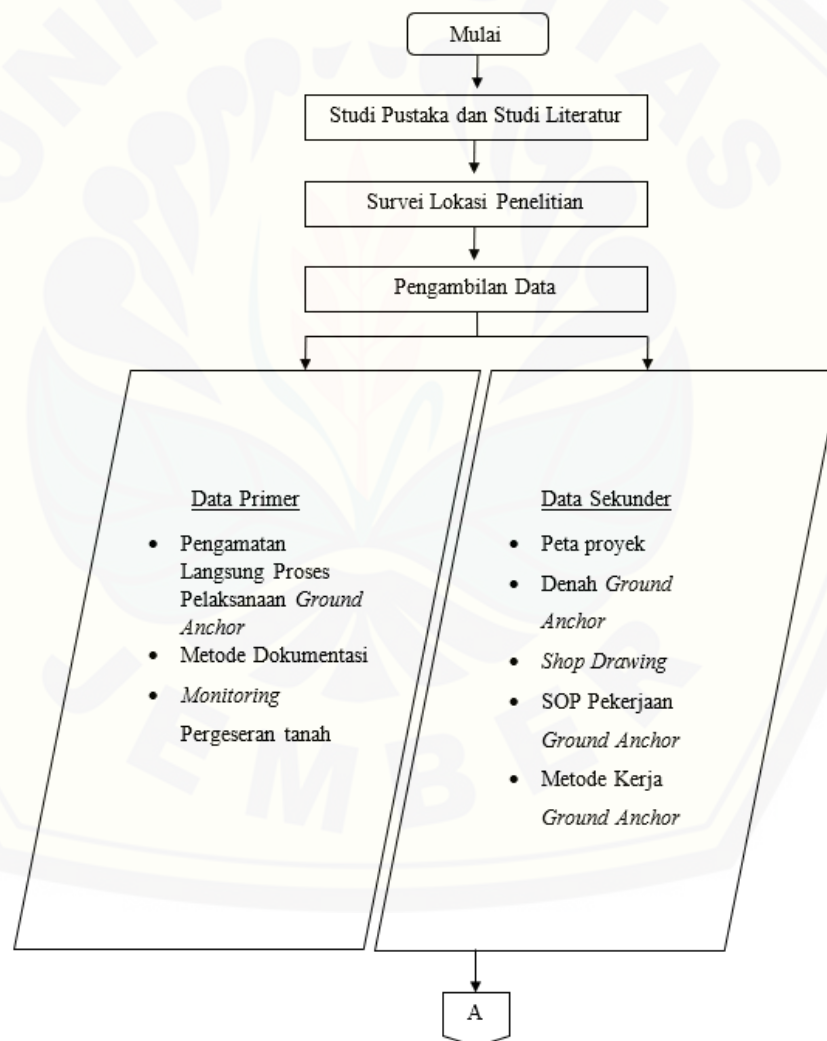 UNIVERSITAS
JEMBER
Mulai
Studi Pustaka dan Studi Literatur
Survei Lokasi Penelitian
Pengambilan Data
Data Primer
• Pengamatan
Langsung Proses
Pelaksanaan Ground
Anchor
• Metode Dokumentasi
• Monitoring
Pergeseran tanah
Data Sekunder
• Peta proyek
• Denah Ground
Anchor
• Shop Drawing
• SOP Pekerjaan
Ground Anchor
• Metode Kerja
Ground Anchor
A